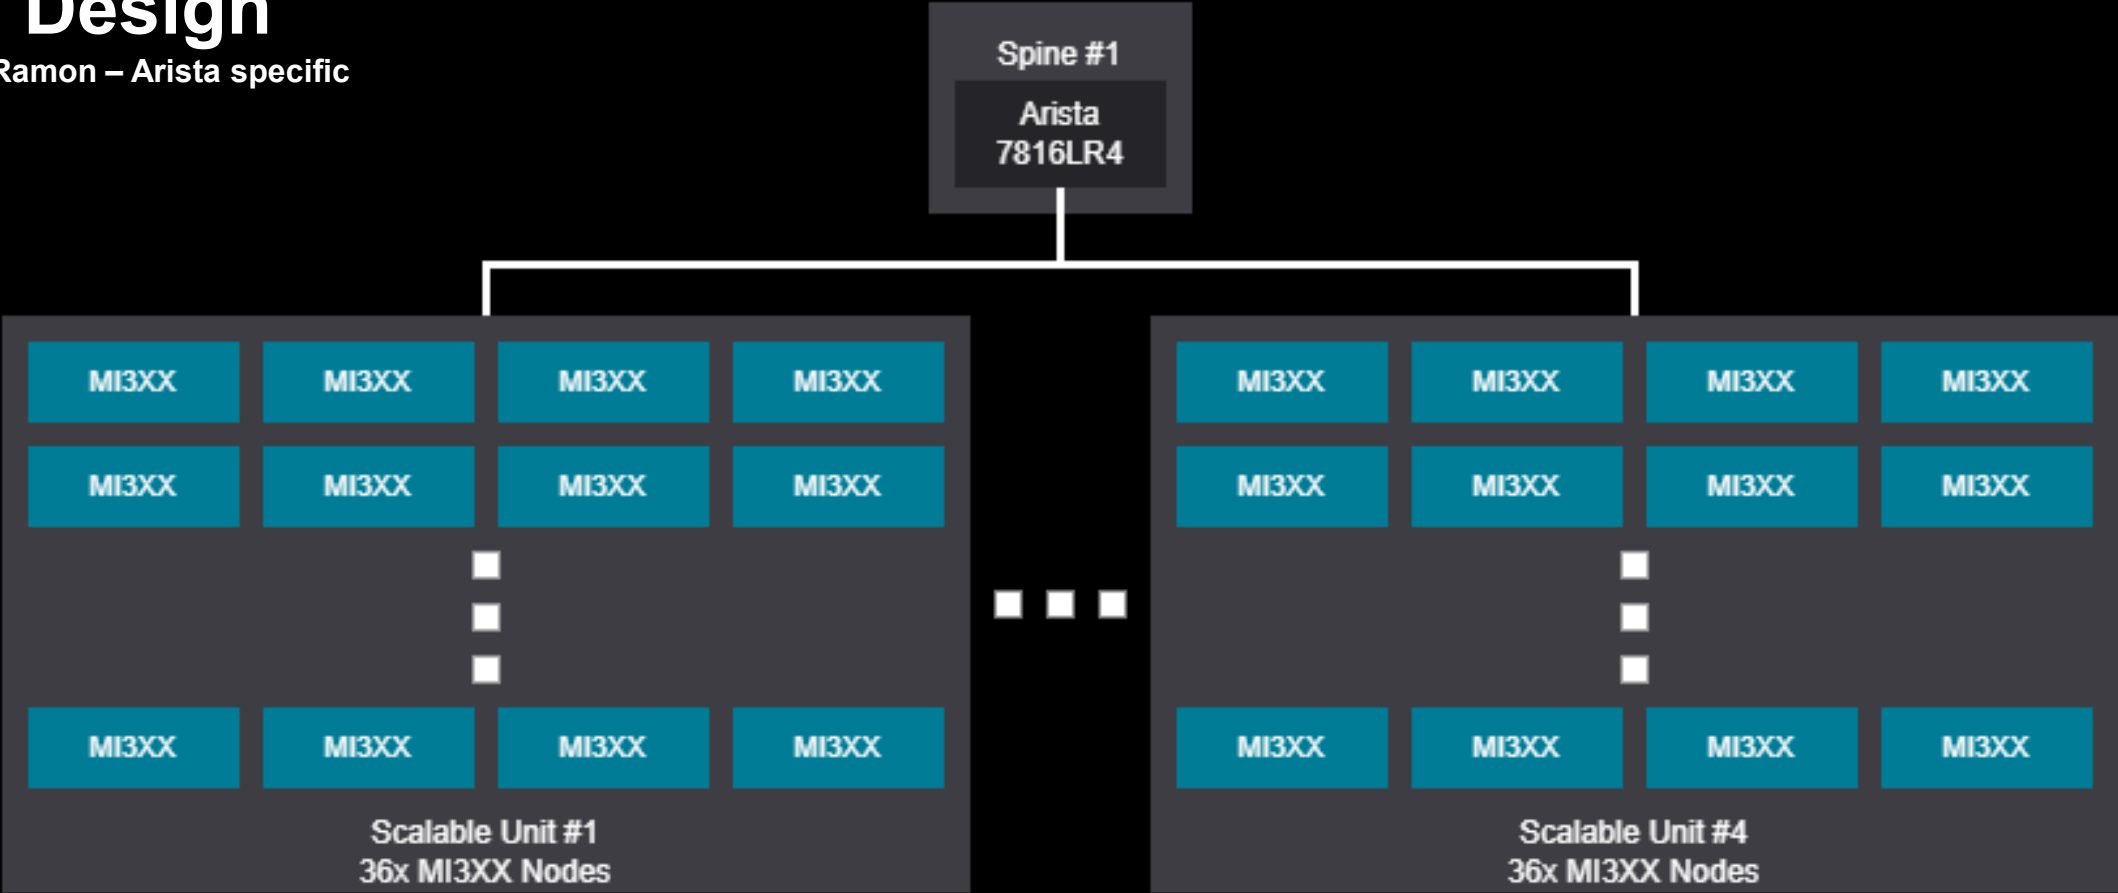 Design
Ramon – Arista specific
Spine #1
Arista
7816LR4
MI3XX MI3XX MI3XX MI3XX
MI3XX MI3XX MI3XX MI3XX
MI3XX MI3XX MI3XX MI3XX
Scalable Unit #1
36x MI3XX Nodes
MI3XX MI3XX MI3XX MI3XX
MI3XX MI3XX MI3XX MI3XX
MI3XX MI3XX MI3XX MI3XX
Scalable Unit #4
36x MI3XX Nodes